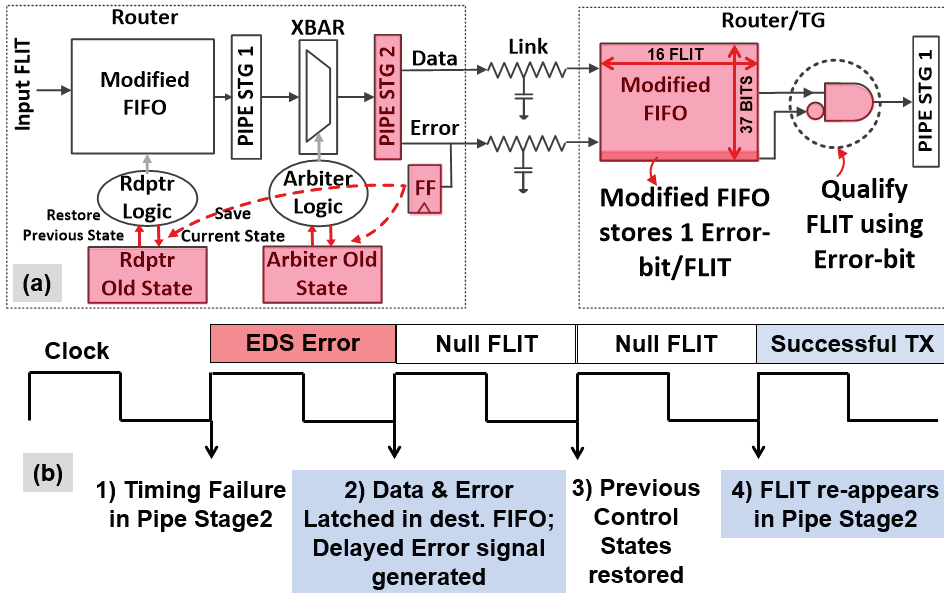 Router
Router/TG
XBAR
Input FLIT
Modified
FIFO
PIPE STG 1
PIPE STG 2
Data
Link
Error
FF
Rdptr
Logic
Arbiter
Logic
Restore
Previous State
Save
Current State
Rdptr
Old State
Arbiter Old
State
(a)
16 FLIT
Modified
FIFO
37 BITS
PIPE STG 1
Modified FIFO
stores 1 Error-
bit/FLIT
Qualify
FLIT using
Error-bit
Clock
EDS Error
Null FLIT
Null FLIT
Successful TX
(b)
1) Timing Failure
in Pipe Stage2
2) Data & Error
Latched in dest. FIFO;
Delayed Error signal
generated
3) Previous
Control
States
restored
4) FLIT re-appears
in Pipe Stage2